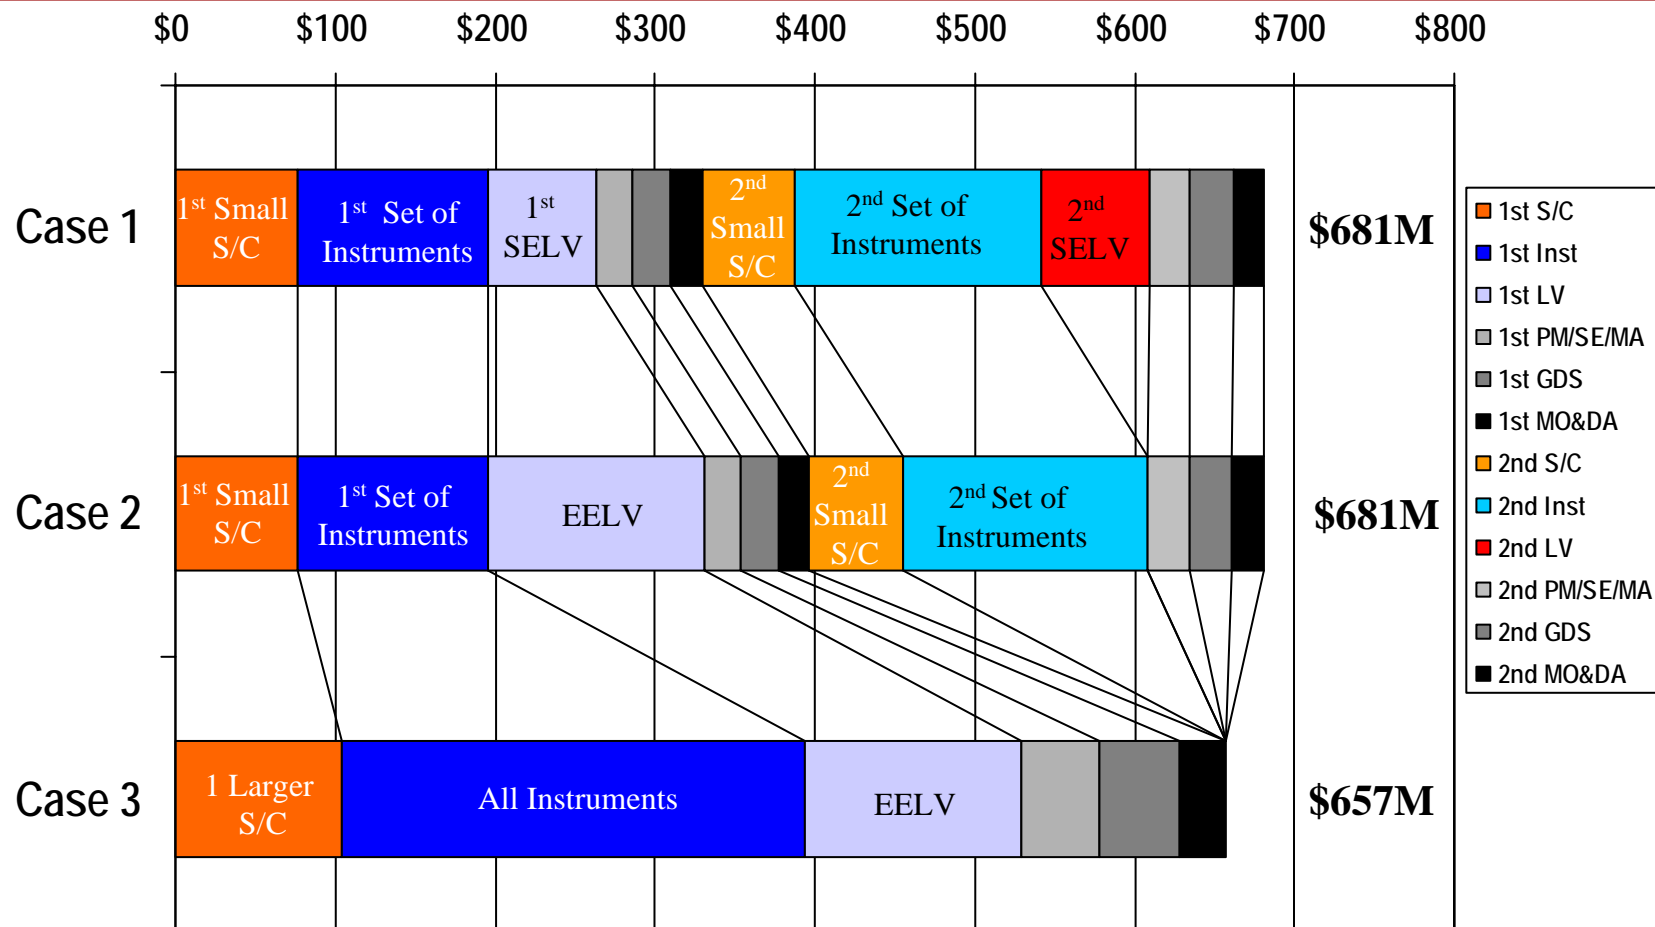 $0 $100 $200 $300 $400 $500 $600 $700 $800
Case 1
1st Small
S/C
1st Set of
Instruments
1st
SELV
2nd
Small
S/C
2nd Set of
Instruments
2nd
SELV
$681M
Case 2
1st Small
S/C
1st Set of
Instruments
EELV
2nd
Small
S/C
2nd Set of
Instruments
$681M
Case 3
1 Larger
S/C
All Instruments
EELV
$657M
1st S/C
1st Inst
1st LV
1st PM/SE/MA
1st GDS
1st MO&DA
2nd S/C
2nd Inst
2nd LV
2nd PM/SE/MA
2nd GDS
2nd MO&DA